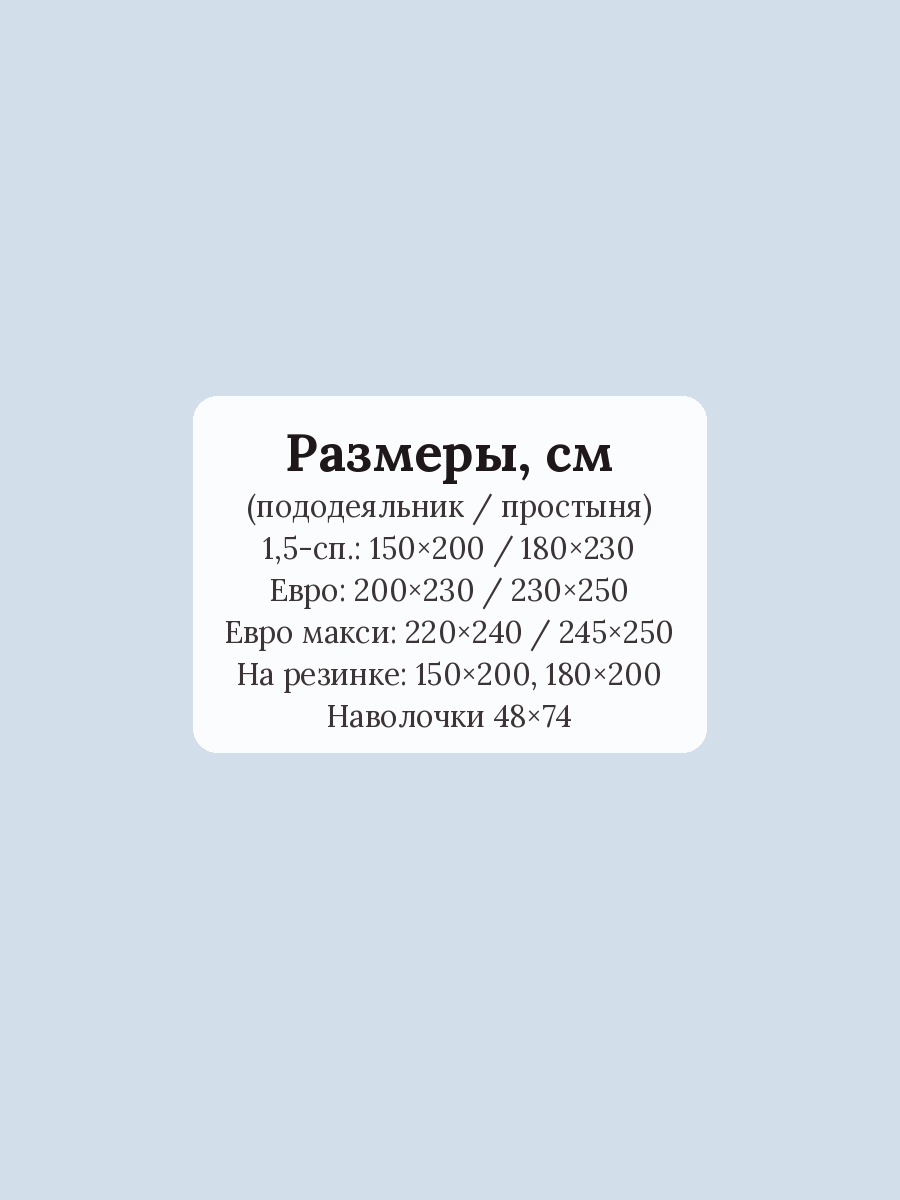 Размеры, см
(пододеяльник / простыня)
1,5-сп.: 150×200 / 180×230
Евро: 200×230 / 230×250
Евро макси: 220×240 / 245×250
На резинке: 150×200, 180×200
Наволочки 48×74